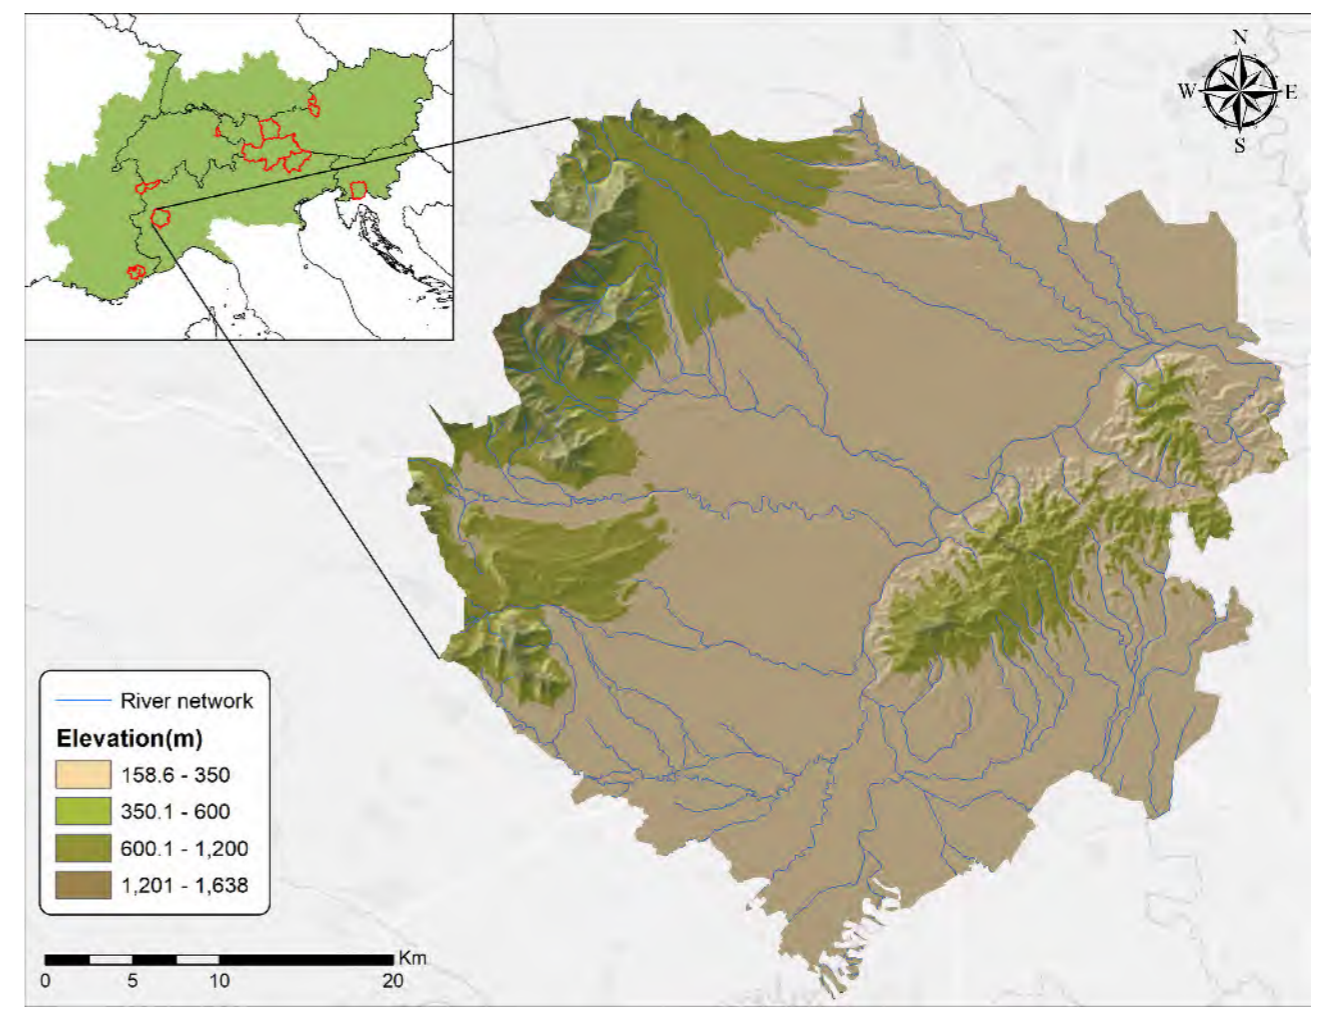 N
W E
S
River network
Elevation(m)
158.6 - 350
350.1 - 600
600.1 - 1,200
1,201 - 1,638
Km
0 5 10 20